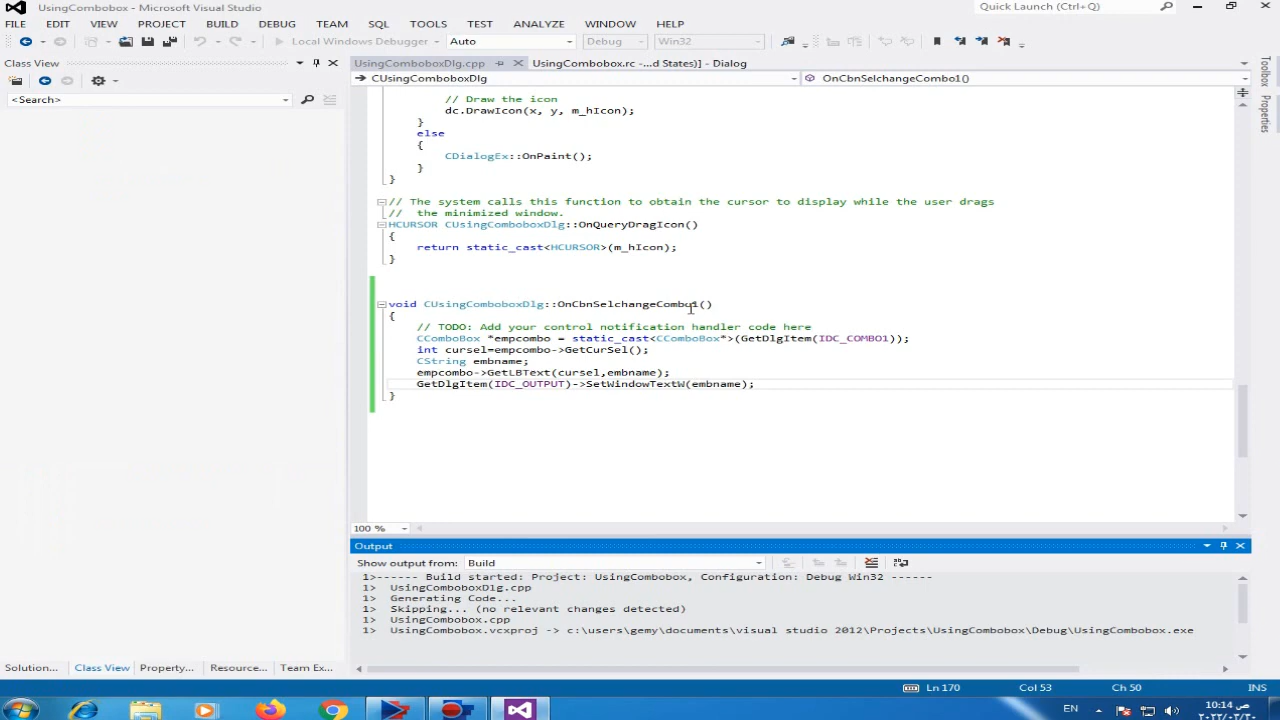 UsingCombobox - Microsoft Visual Studio
Quick Launch (Ctrl+Q)
FILE EDIT VIEW PROJECT BUILD DEBUG TEAM SQL TOOLS TEST ANALYZE WINDOW HELP
Local Windows Debugger Auto Debug Win32
Class View
UsingComboboxDlg.cpp UsingCombobox.rc -...d States)] - Dialog
<Search>
CUsingComboboxDlg OnCbnSelchangeCombo1()
Toolbox
Properties
// Draw the icon
dc.DrawIcon(x, y, m_hIcon);
}
else
{
CDialogEx::OnPaint();
}
}
// The system calls this function to obtain the cursor to display while the user drags
//  the minimized window.
HCURSOR CUsingComboboxDlg::OnQueryDragIcon()
{
return static_cast<HCURSOR>(m_hIcon);
}
void CUsingComboboxDlg::OnCbnSelchangeCombo1()
{
// TODO: Add your control notification handler code here
CComboBox *empcombo = static_cast<CComboBox*>(GetDlgItem(IDC_COMBO1));
int cursel=empcombo->GetCurSel();
CString embname;
empcombo->GetLBText(cursel,embname);
GetDlgItem(IDC_OUTPUT)->SetWindowTextW(embname);
}
100 %
Output
Show output from: Build
1>------ Build started: Project: UsingCombobox, Configuration: Debug Win32 ------
1>  UsingComboboxDlg.cpp
1>  Generating Code...
1>  Skipping... (no relevant changes detected)
1>  UsingCombobox.cpp
1>  UsingCombobox.vcxproj -> c:\users\gemy\documents\visual studio 2012\Projects\UsingCombobox\Debug\UsingCombobox.exe
Solution... Class View Property... Resource... Team Ex...
Ln 170 Col 53 Ch 50 INS
EN
10:14 ص
٢٠٢٢/٠٣/٣٠